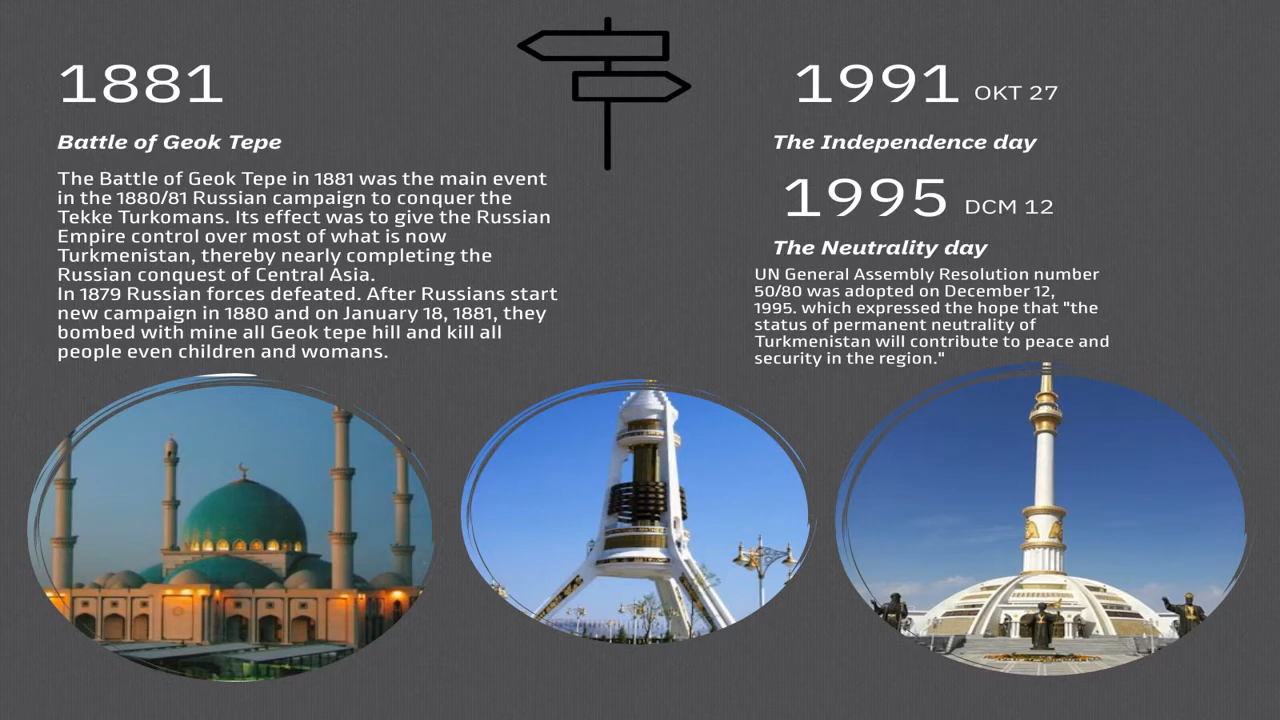 1881
Battle of Geok Tepe
The Battle of Geok Tepe in 1881 was the main event
in the 1880/81 Russian campaign to conquer the
Tekke Turkomans. Its effect was to give the Russian
Empire control over most of what is now
Turkmenistan, thereby nearly completing the
Russian conquest of Central Asia.
In 1879 Russian forces defeated. After Russians start
new campaign in 1880 and on January 18, 1881, they
bombed with mine all Geok tepe hill and kill all
people even children and womans.
1991 OKT 27
The Independence day
1995 DCM 12
The Neutrality day
UN General Assembly Resolution number
50/80 was adopted on December 12,
1995. which expressed the hope that "the
status of permanent neutrality of
Turkmenistan will contribute to peace and
security in the region."